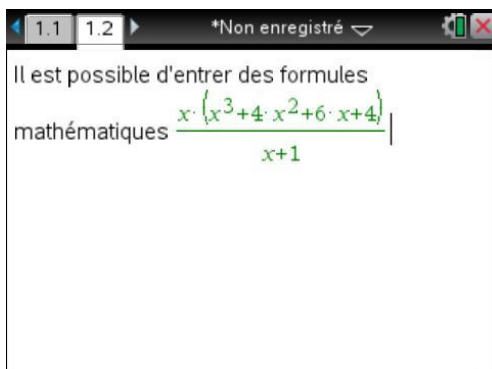 1.1 1.2 *Non enregistré
Il est possible d'entrer des formules
mathématiques x·(x³+4·x²+6·x+4)/x+1